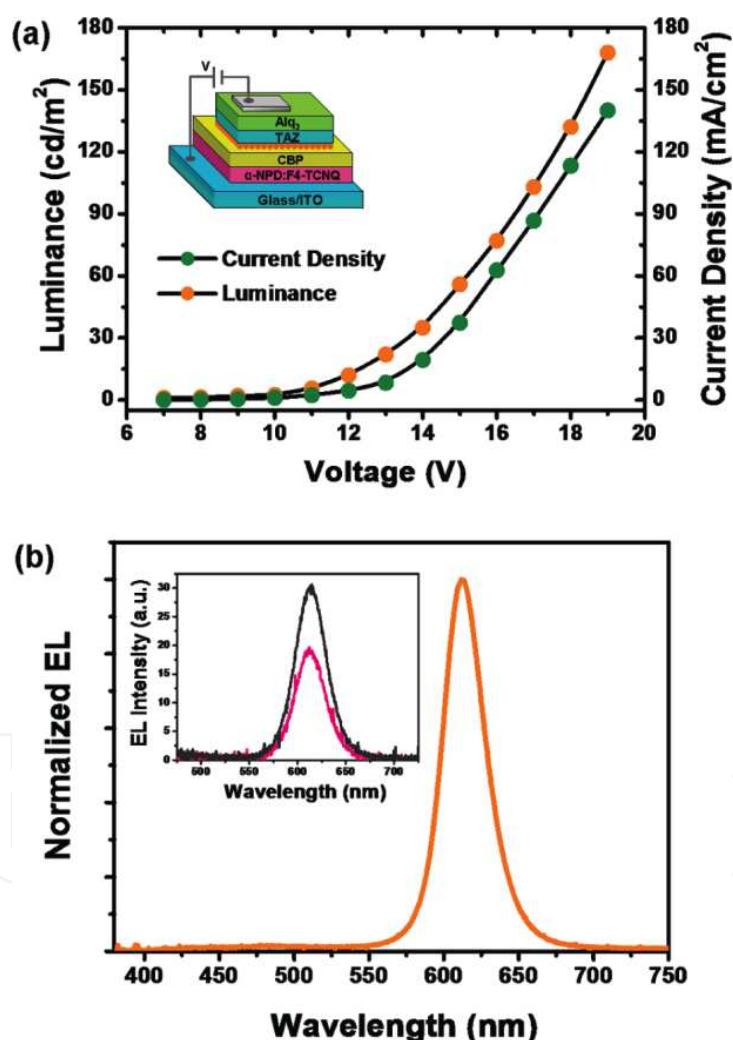 (a)
Luminance (cd/m²)
Current Density (mA/cm²)
180
150
120
90
60
30
0
180
150
120
90
60
30
0
V
Alq₃
TAZ
CBP
α-NPD:F4-TCNQ
Glass/ITO
Current Density
Luminance
6 8 10 12 14 16 18 20
Voltage (V)
(b)
Normalized EL
EL Intensity (a.u.)
30
25
20
15
10
5
0
500 550 600 650 700
Wavelength (nm)
400 450 500 550 600 650 700 750
Wavelength (nm)